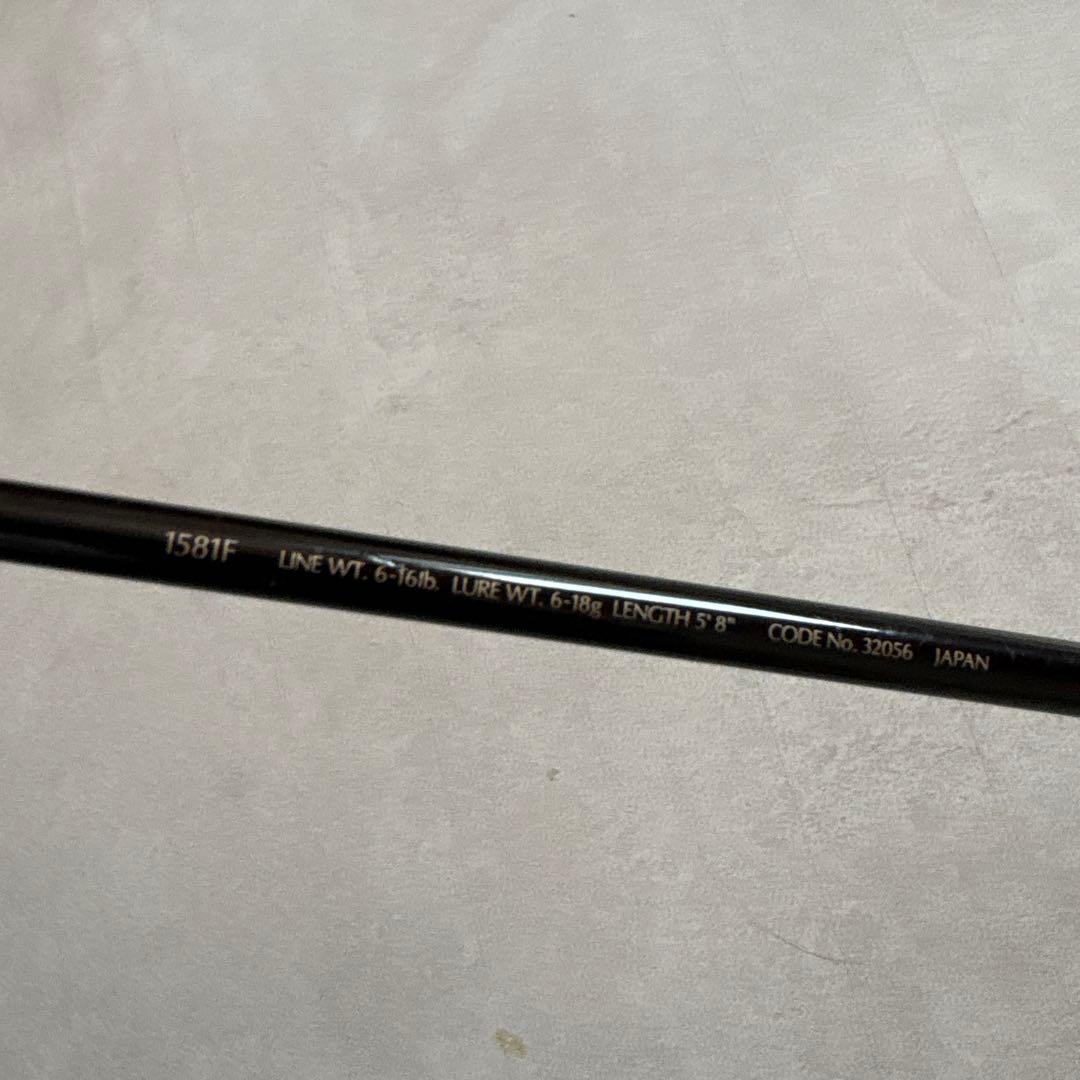 1581F LINE WT. 6-16lb. LURE WT. 6-18g LENGTH 5' 8" CODE No. 32056 JAPAN